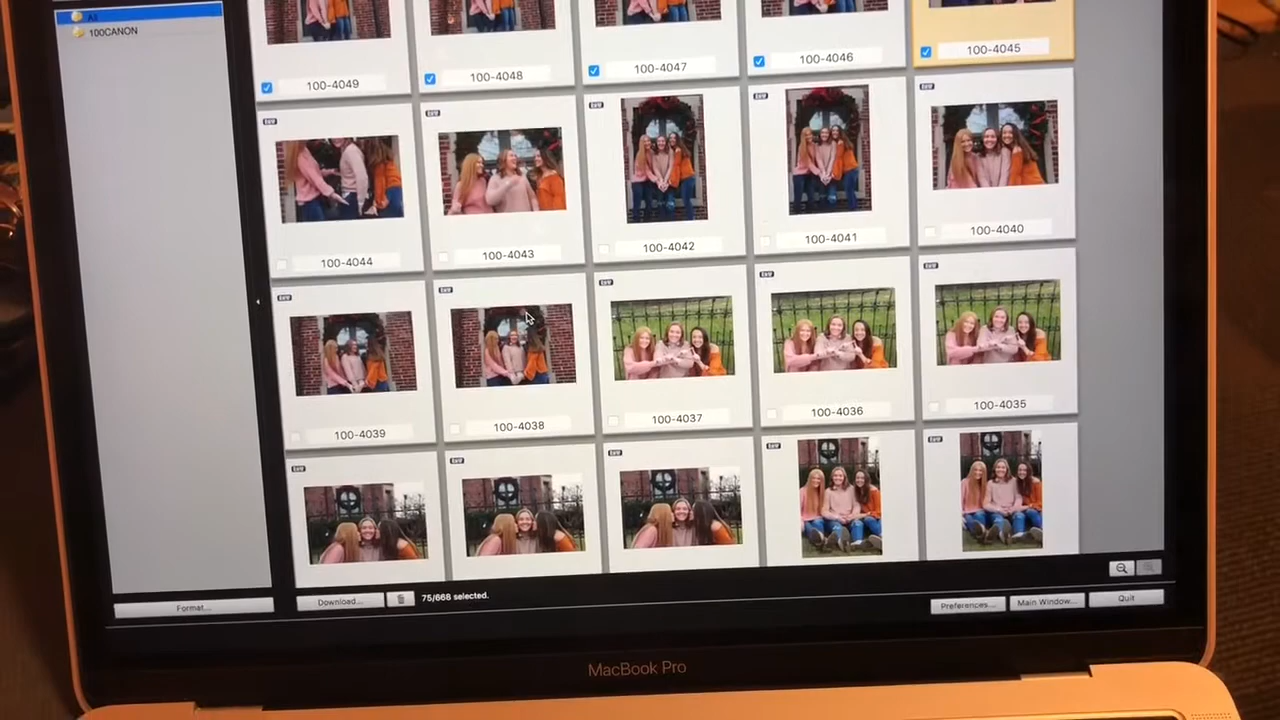 All
100CANON
100-4049
100-4048
100-4047
100-4046
100-4045
100-4044
100-4043
100-4042
100-4041
100-4040
100-4039
100-4038
100-4037
100-4036
100-4035
Format...
Download...
75/668 selected.
Preferences...
Main Window...
Quit
MacBook Pro